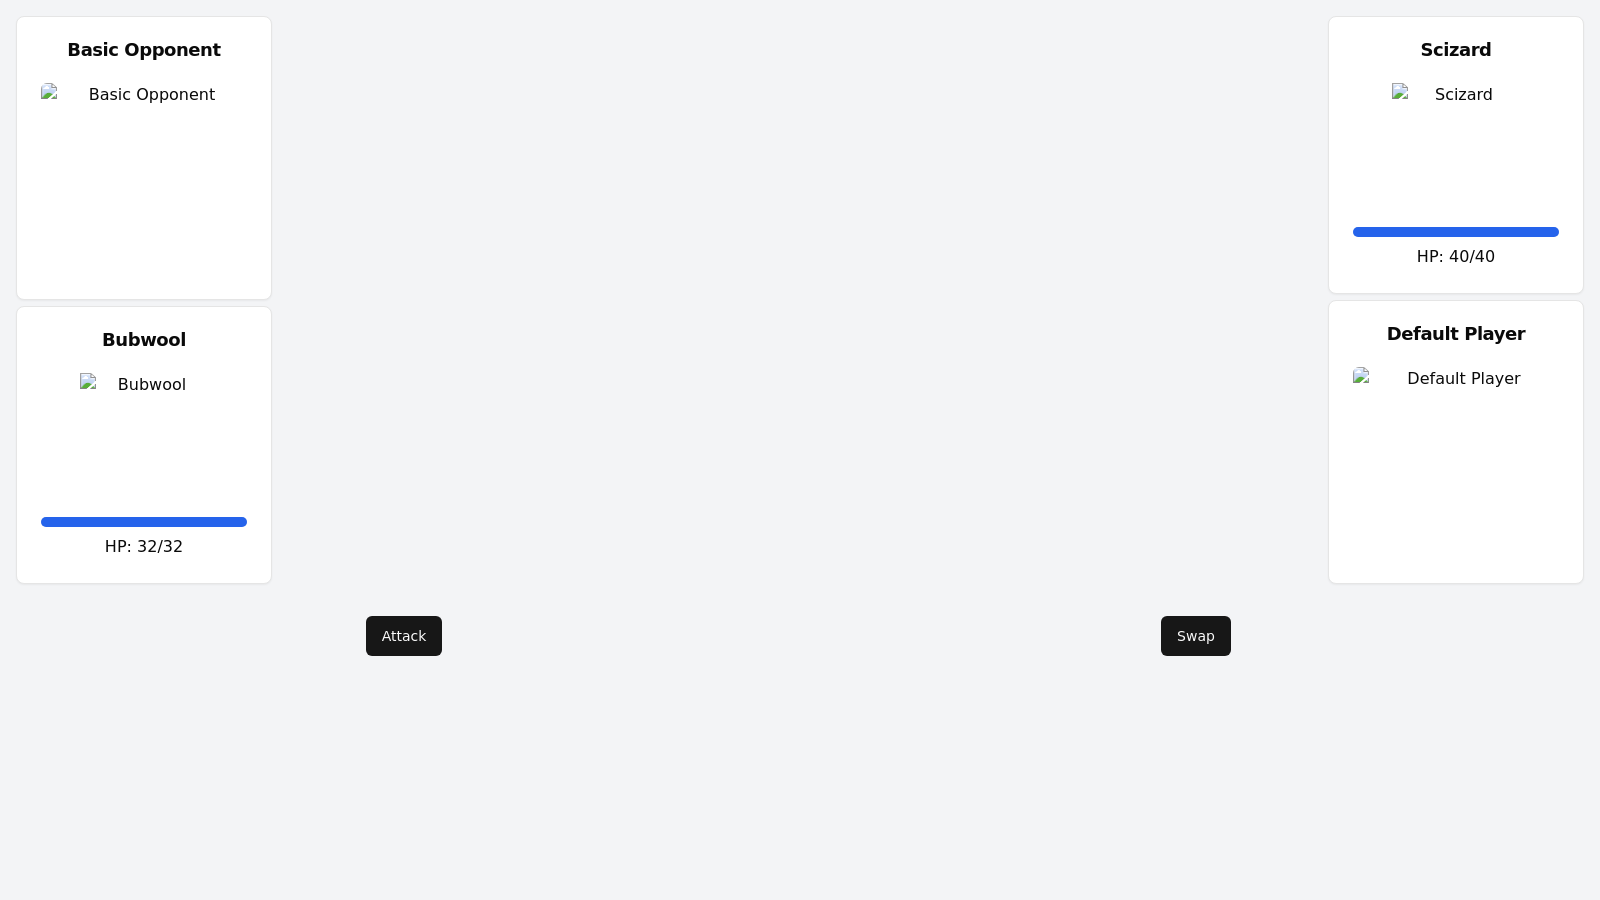 Basic Opponent
Basic Opponent
Bubwool
Bubwool
HP: 32/32
Scizard
Scizard
HP: 40/40
Default Player
Default Player
Attack
Swap